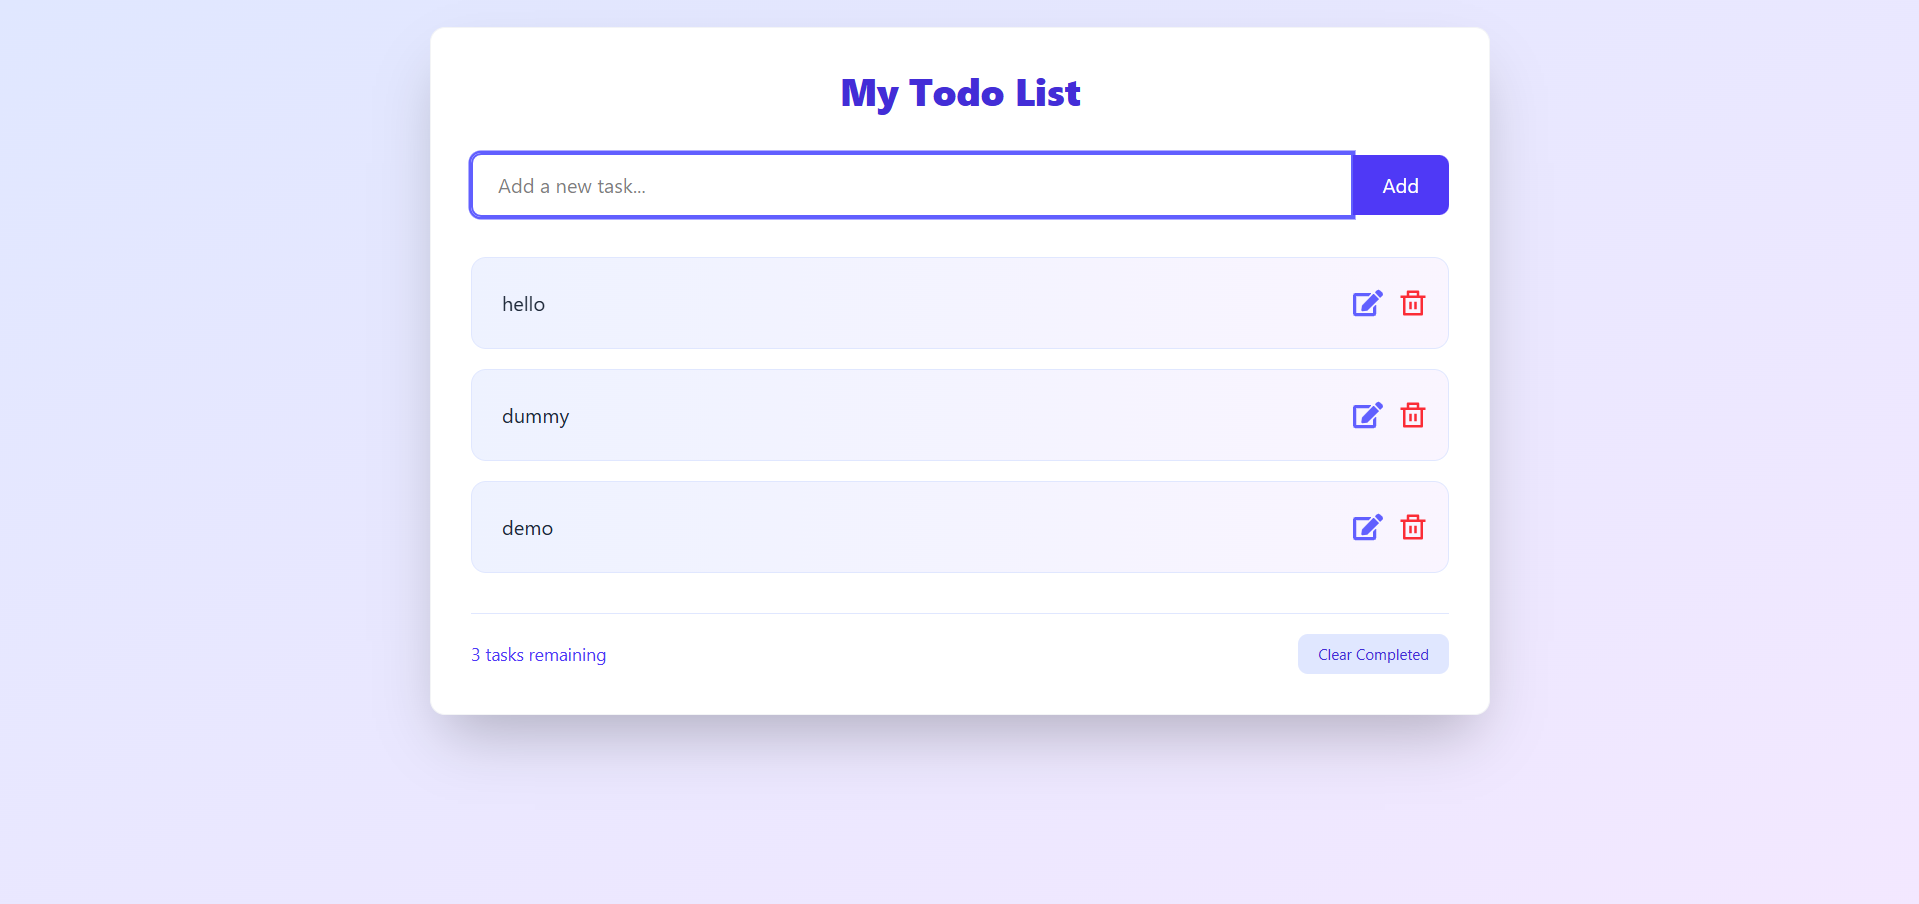 My Todo List
Add a new task...
Add
hello
dummy
demo
3 tasks remaining
Clear Completed